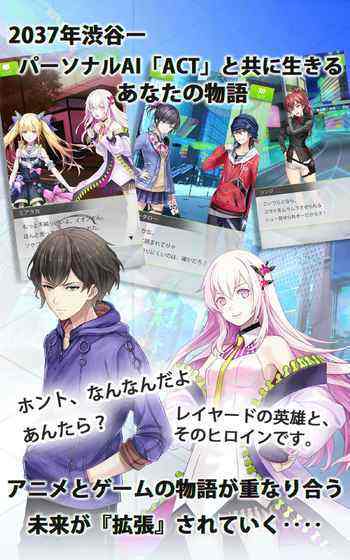 2037年渋谷ー
パーソナルAI「ACT」と共に生きる
あなたの物語
ホント、なんなんだよ
あんたら？
レイヤードの英雄と、
そのヒロインです。
アニメとゲームの物語が重なり合う
未来が『拡張』されていく・・・・